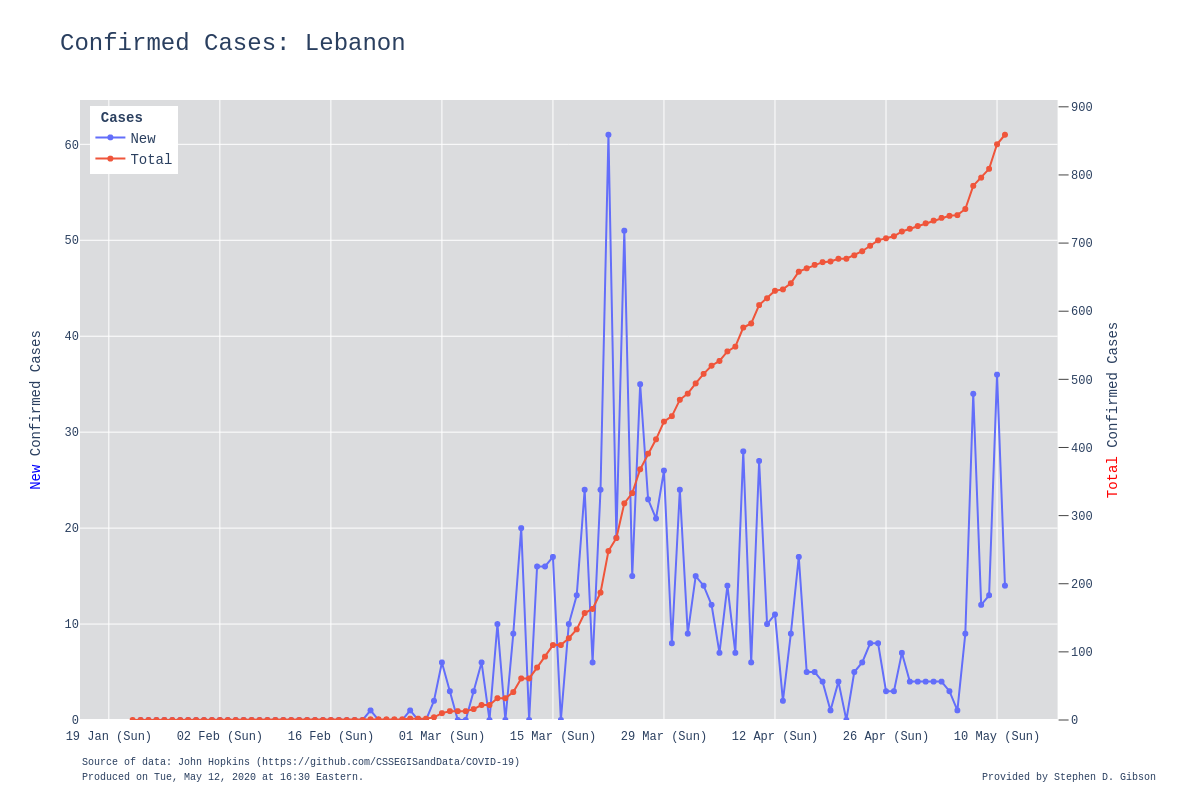 Confirmed Cases: Lebanon
Cases
New
Total
60
50
40
30
20
10
0
New Confirmed Cases
900
800
700
600
500
400
300
200
100
0
Total Confirmed Cases
19 Jan (Sun) 02 Feb (Sun) 16 Feb (Sun) 01 Mar (Sun) 15 Mar (Sun) 29 Mar (Sun) 12 Apr (Sun) 26 Apr (Sun) 10 May (Sun)
Source of data: John Hopkins (https://github.com/CSSEGISandData/COVID-19)
Produced on Tue, May 12, 2020 at 16:30 Eastern.
Provided by Stephen D. Gibson